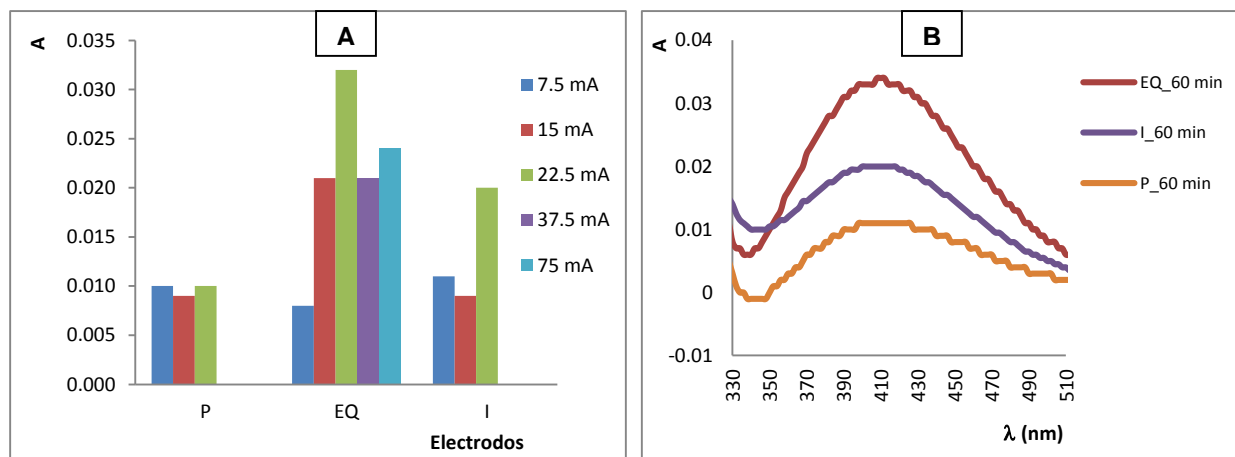 A
A
0.035
0.030
0.025
0.020
0.015
0.010
0.005
0.000
P
EQ
I
Electrodos
7.5 mA
15 mA
22.5 mA
37.5 mA
75 mA
B
A
0.04
0.03
0.02
0.01
0
-0.01
330
350
370
390
410
430
450
470
490
510
λ (nm)
EQ_60 min
I_60 min
P_60 min